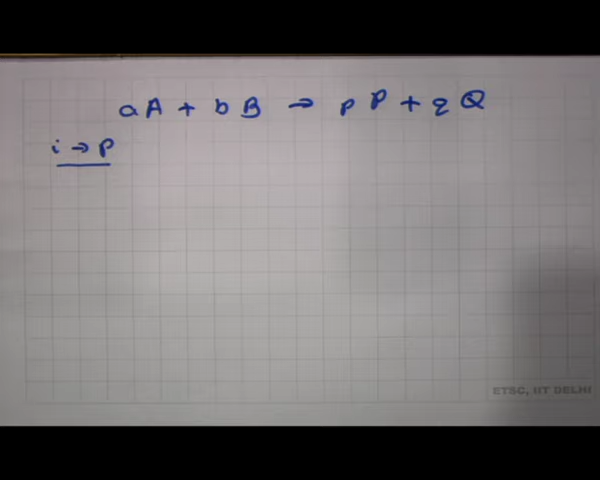 aA + bB → pP + qQ
i → P
ETSC, IIT DELHI